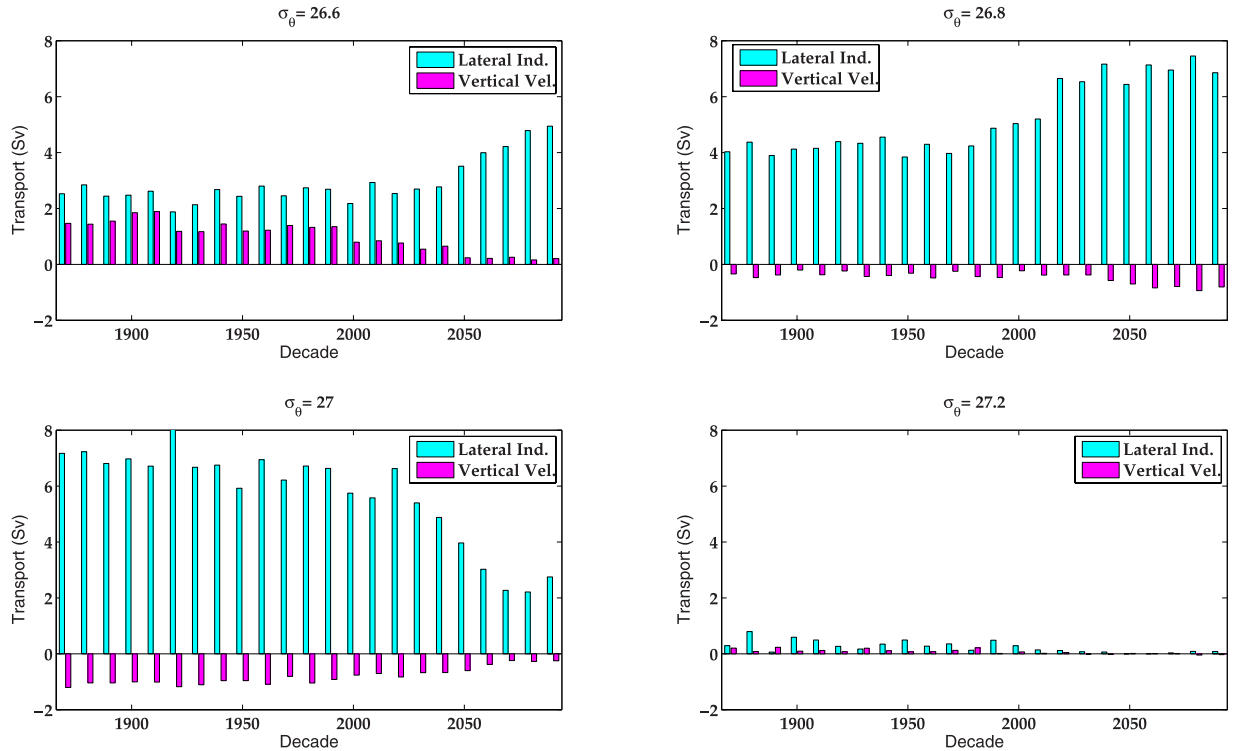 σθ= 26.6
8
6
4
2
0
−2
Transport (Sv)
1900 1950 2000 2050
Decade
Lateral Ind.
Vertical Vel.
σθ= 26.8
8
6
4
2
0
−2
Transport (Sv)
1900 1950 2000 2050
Decade
Lateral Ind.
Vertical Vel.
σθ= 27
8
6
4
2
0
−2
Transport (Sv)
1900 1950 2000 2050
Decade
Lateral Ind.
Vertical Vel.
σθ= 27.2
8
6
4
2
0
−2
Transport (Sv)
1900 1950 2000 2050
Decade
Lateral Ind.
Vertical Vel.